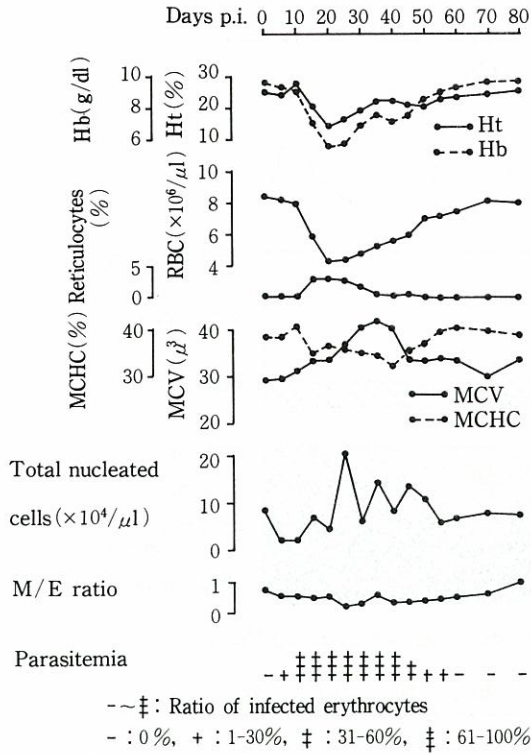 Days p.i. 0 10 20 30 40 50 60 70 80
Hb(g/dl) 10 8 6
Ht(%) 30 20 10
Ht
Hb
RBC(×10⁶/μl) 10 8 6 4
Reticulocytes (%) 5 0
MCHC(%) 40 30
MCV(μ³) 40 30 20
MCV
MCHC
Total nucleated 20
cells(×10⁴/μl) 10
0
M/E ratio 1
0
Parasitemia
-～‡: Ratio of infected erythrocytes
-:0%, +:1-30%, ‡:31-60%, ‡:61-100%